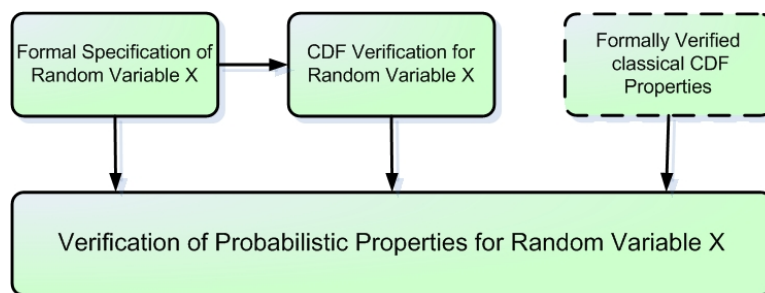 Formal Specification of
Random Variable X
CDF Verification for
Random Variable X
Formally Verified
classical CDF
Properties
Verification of Probabilistic Properties for Random Variable X